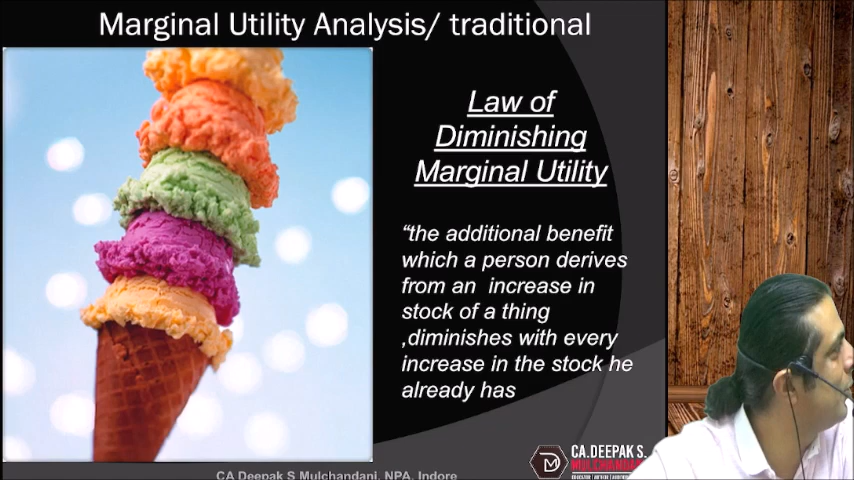 Marginal Utility Analysis/ traditional
Law of
Diminishing
Marginal Utility
“the additional benefit
which a person derives
from an  increase in
stock of a thing
,diminishes with every
increase in the stock he
already has
CA.DEEPAK S.
CA Deepak S Mulchandani, NPA, Indore